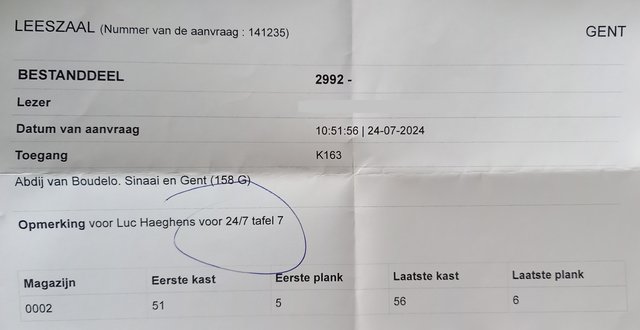 LEESZAAL (Nummer van de aanvraag : 141235) GENT
BESTANDDEEL 2992 -
Lezer
Datum van aanvraag 10:51:56 | 24-07-2024
Toegang K163
Abdij van Boudelo. Sinaai en Gent (158 G)
Opmerking voor Luc Haeghens voor 24/7 tafel 7
Magazijn Eerste kast Eerste plank Laatste kast Laatste plank
0002 51 5 56 6